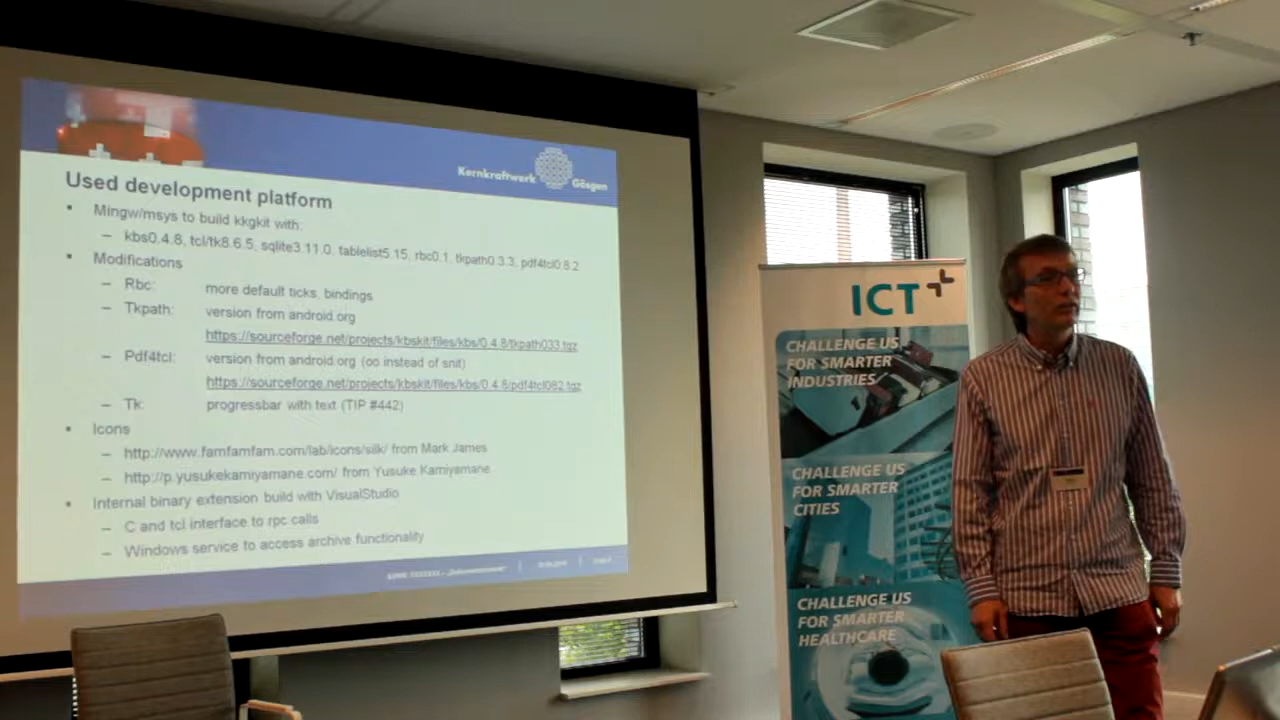 Kernkraftwerk Gösgen
Used development platform
• Mingw/msys to build kkgkit with:
– kbs0.4.8, tcl/tk8.6.5, sqlite3.11.0, tablelist5.15, rbc0.1, tkpath0.3.3, pdf4tcl0.8.2
• Modifications
– Rbc: more default ticks, bindings
– Tkpath: version from android.org
https://sourceforge.net/projects/kbskit/files/kbs/0.4.8/tkpath033.tgz
– Pdf4tcl: version from android.org (oo instead of snit)
https://sourceforge.net/projects/kbskit/files/kbs/0.4.8/pdf4tcl082.tgz
– Tk: progressbar with text (TIP #442)
• Icons
– http://www.famfamfam.com/lab/icons/silk/ from Mark James
– http://p.yusukekamiyamane.com/ from Yusuke Kamiyamane
• Internal binary extension build with VisualStudio
– C and tcl interface to rpc calls
– Windows service to access archive functionality
ICT
CHALLENGE US
FOR SMARTER
INDUSTRIES
CHALLENGE US
FOR SMARTER
CITIES
CHALLENGE US
FOR SMARTER
HEALTHCARE